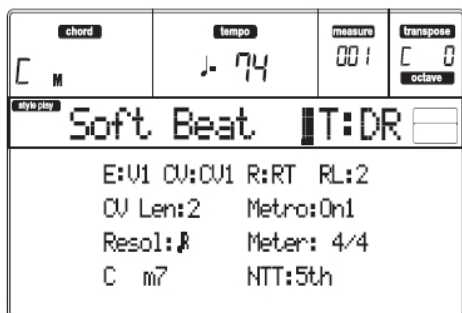 chord tempo measure transpose
C M ♩= 74 001 C 0
octave
style play
Soft Beat T:DR
E:V1 CV:CV1 R:RT RL:2
CV Len:2 Metro:On1
Resol:♪ Meter: 4/4
C m7 NTT:5th